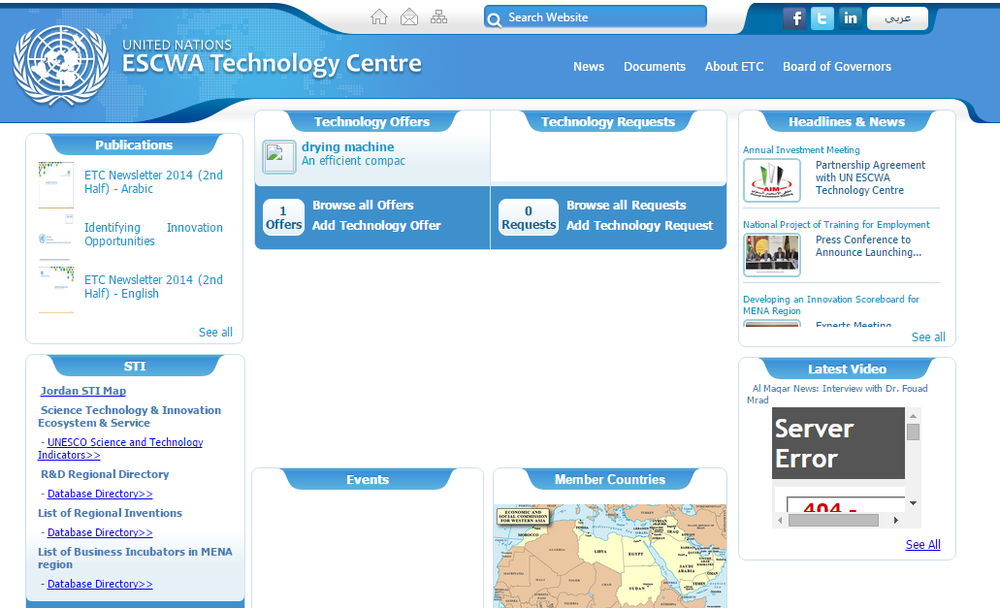 Search Website
عربي
UNITED NATIONS
ESCWA Technology Centre
News
Documents
About ETC
Board of Governors
Publications
ETC Newsletter 2014 (2nd
Half) - Arabic
Identifying Innovation
Opportunities
ETC Newsletter 2014 (2nd
Half) - English
See all
STI
Jordan STI Map
Science Technology & Innovation
Ecosystem & Service
- UNESCO Science and Technology
Indicators>>
R&D Regional Directory
- Database Directory>>
List of Regional Inventions
- Database Directory>>
List of Business Incubators in MENA
region
- Database Directory>>
Technology Offers
drying machine
An efficient compac
1
Offers
Browse all Offers
Add Technology Offer
Technology Requests
0
Requests
Browse all Requests
Add Technology Request
Events
Member Countries
ECONOMIC AND
SOCIAL COMMISSION
FOR WESTERN ASIA
MOROCCO
LIBYA
EGYPT
SAUDI
ARABIA
SUDAN
IRAQ
YEMEN
OMAN
Headlines & News
Annual Investment Meeting
AIM
Partnership Agreement
with UN ESCWA
Technology Centre
National Project of Training for Employment
Press Conference to
Announce Launching...
Developing an Innovation Scoreboard for
MENA Region
Experts Meeting
See all
Latest Video
Al Maqar News: Interview with Dr. Fouad
Mrad
Server
Error
404 -
See All